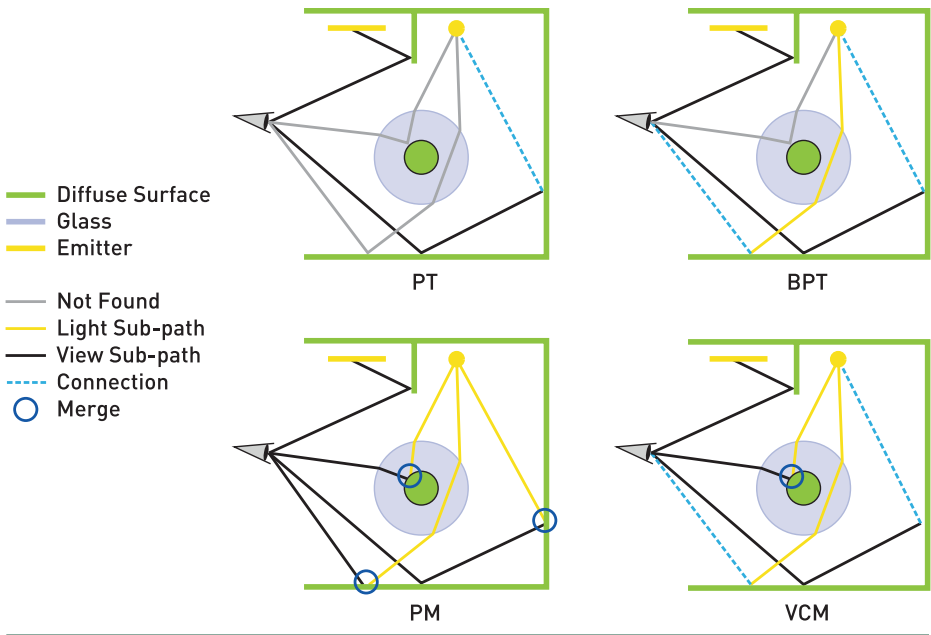 Diffuse Surface
Glass
Emitter
Not Found
Light Sub-path
View Sub-path
Connection
Merge
PT
BPT
PM
VCM